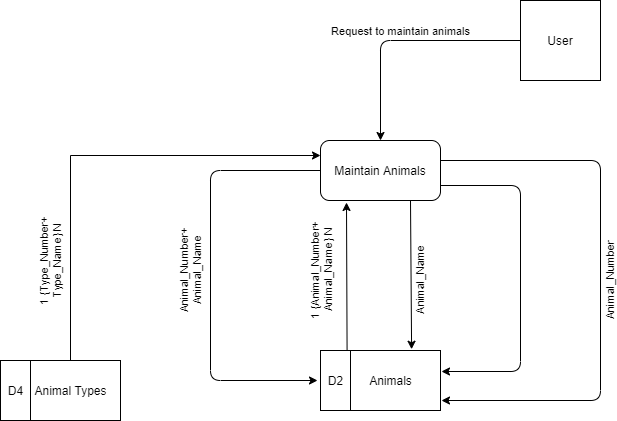 Request to maintain animals
User
Maintain Animals
1 {Type_Number+
Type_Name}N
Animal_Number+
Animal_Name
1 {Animal_Number+
Animal_Name}N
Animal_Name
Animal_Number
D4 Animal Types
D2 Animals